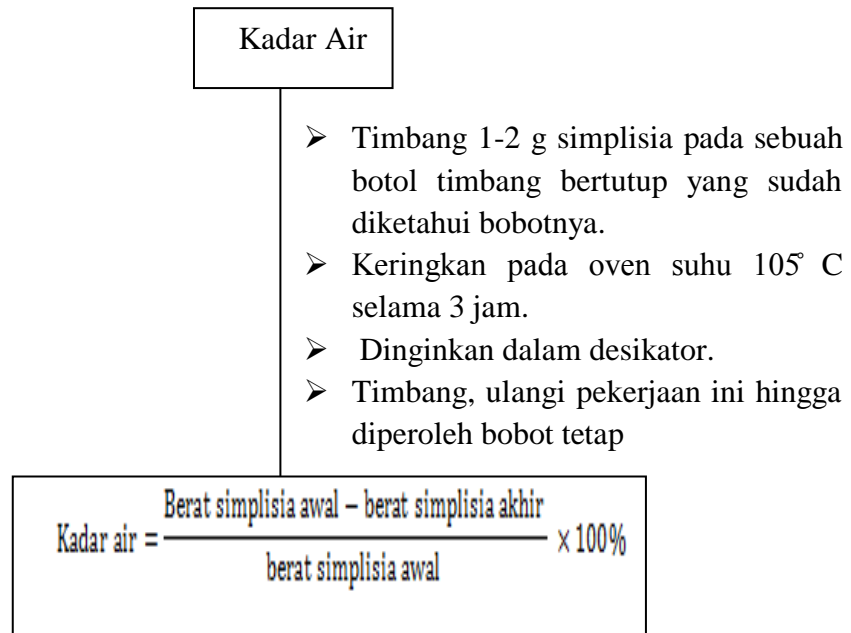 Kadar Air
➢ Timbang 1-2 g simplisia pada sebuah
botol timbang bertutup yang sudah
diketahui bobotnya.
➢ Keringkan pada oven suhu 105̊ C
selama 3 jam.
➢ Dinginkan dalam desikator.
➢ Timbang, ulangi pekerjaan ini hingga
diperoleh bobot tetap
Berat simplisia awal – berat simplisia akhir
Kadar air = × 100%
berat simplisia awal